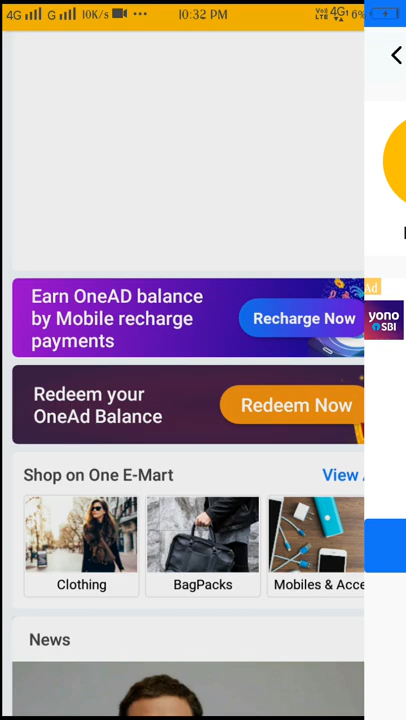 4G G 10K/s ••• 10:32 PM VoLTE 4G 6%
Earn OneAD balance
by Mobile recharge
payments
Recharge Now
Ad
yono
SBI
Redeem your
OneAd Balance
Redeem Now
Shop on One E-Mart
View
Clothing
BagPacks
Mobiles & Acce
News